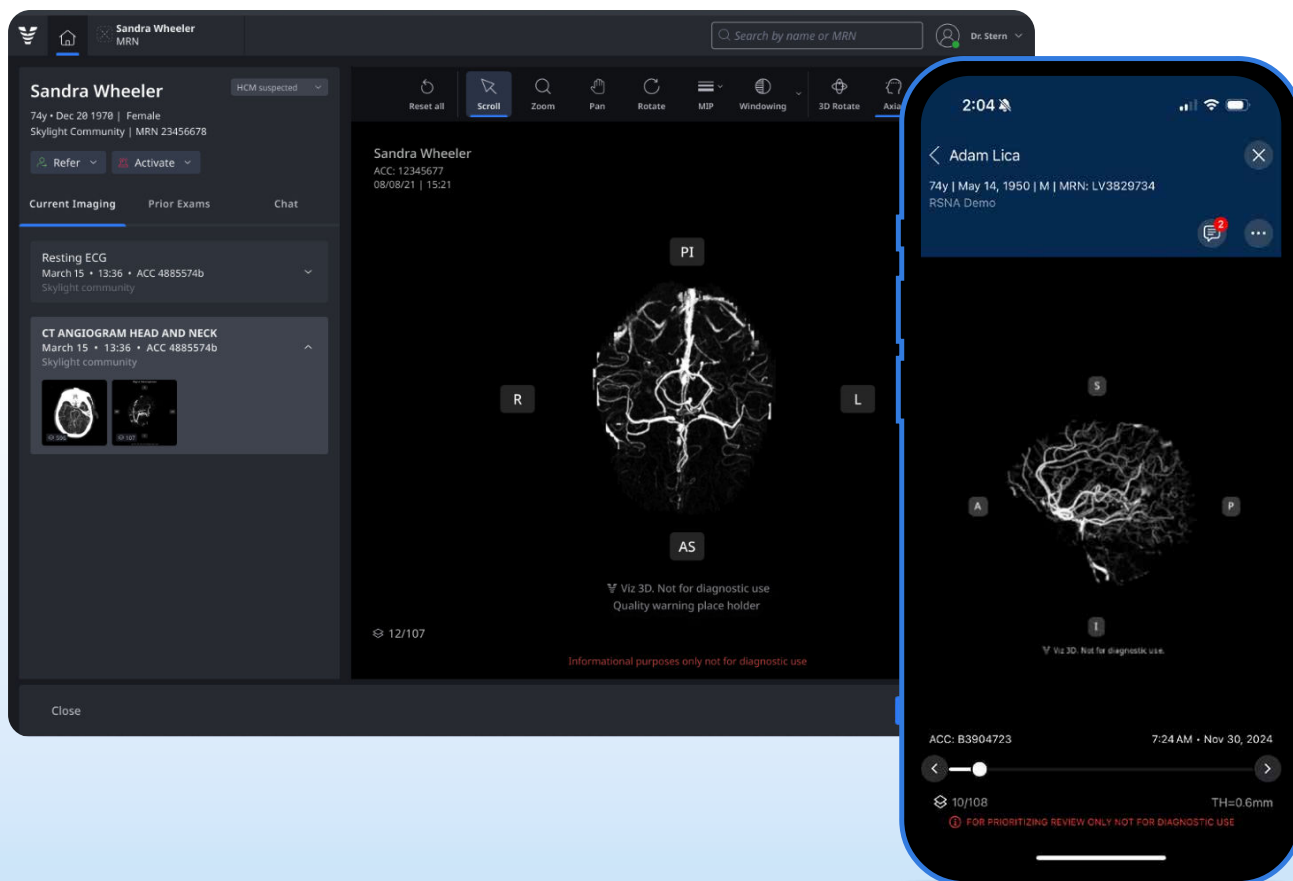 Sandra Wheeler
MRN
Search by name or MRN
Dr. Stern
Sandra Wheeler
HCM suspected
74y • Dec 20 1970 | Female
Skylight Community | MRN 23456678
Refer
Activate
Current Imaging Prior Exams Chat
Resting ECG
March 15 • 13:36 • ACC 4885574b
Skylight community
CT ANGIOGRAM HEAD AND NECK
March 15 • 13:36 • ACC 4885574b
Skylight community
107
Reset all Scroll Zoom Pan Rotate MIP Windowing 3D Rotate Axia
Sandra Wheeler
ACC: 12345677
08/08/21 | 15:21
PI
R L
AS
Viz 3D. Not for diagnostic use
Quality warning place holder
12/107
Informational purposes only not for diagnostic use
Close
2:04
Adam Lica
74y | May 14, 1950 | M | MRN: LV3829734
RSNA Demo
2
S
A P
I
Viz 3D. Not for diagnostic use.
ACC: B3904723 7:24 AM • Nov 30, 2024
10/108 TH=0.6mm
FOR PRIORITIZING REVIEW ONLY NOT FOR DIAGNOSTIC USE